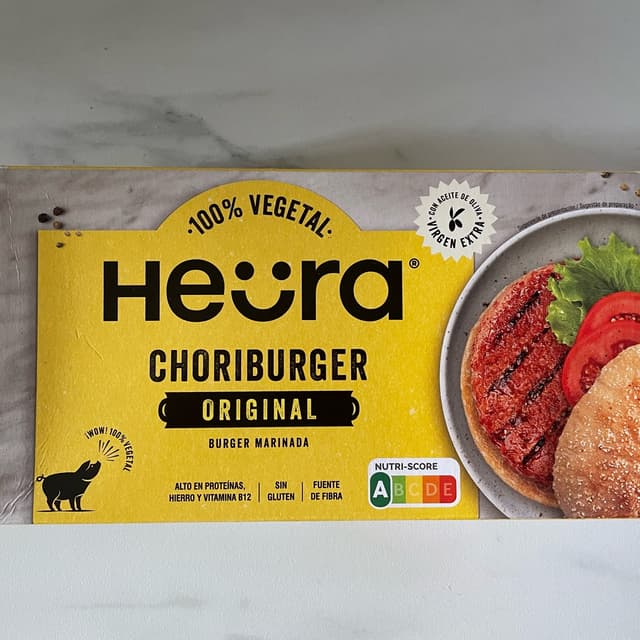 ·100% VEGETAL·
Heüra®
CHORIBURGER
ORIGINAL
BURGER MARINADA
¡WOW! 100% VEGETAL
ALTO EN PROTEÍNAS,
HIERRO Y VITAMINA B12
SIN
GLUTEN
FUENTE
DE FIBRA
NUTRI-SCORE
A B C D E
·CON ACEITE DE OLIVA·
VIRGEN EXTRA